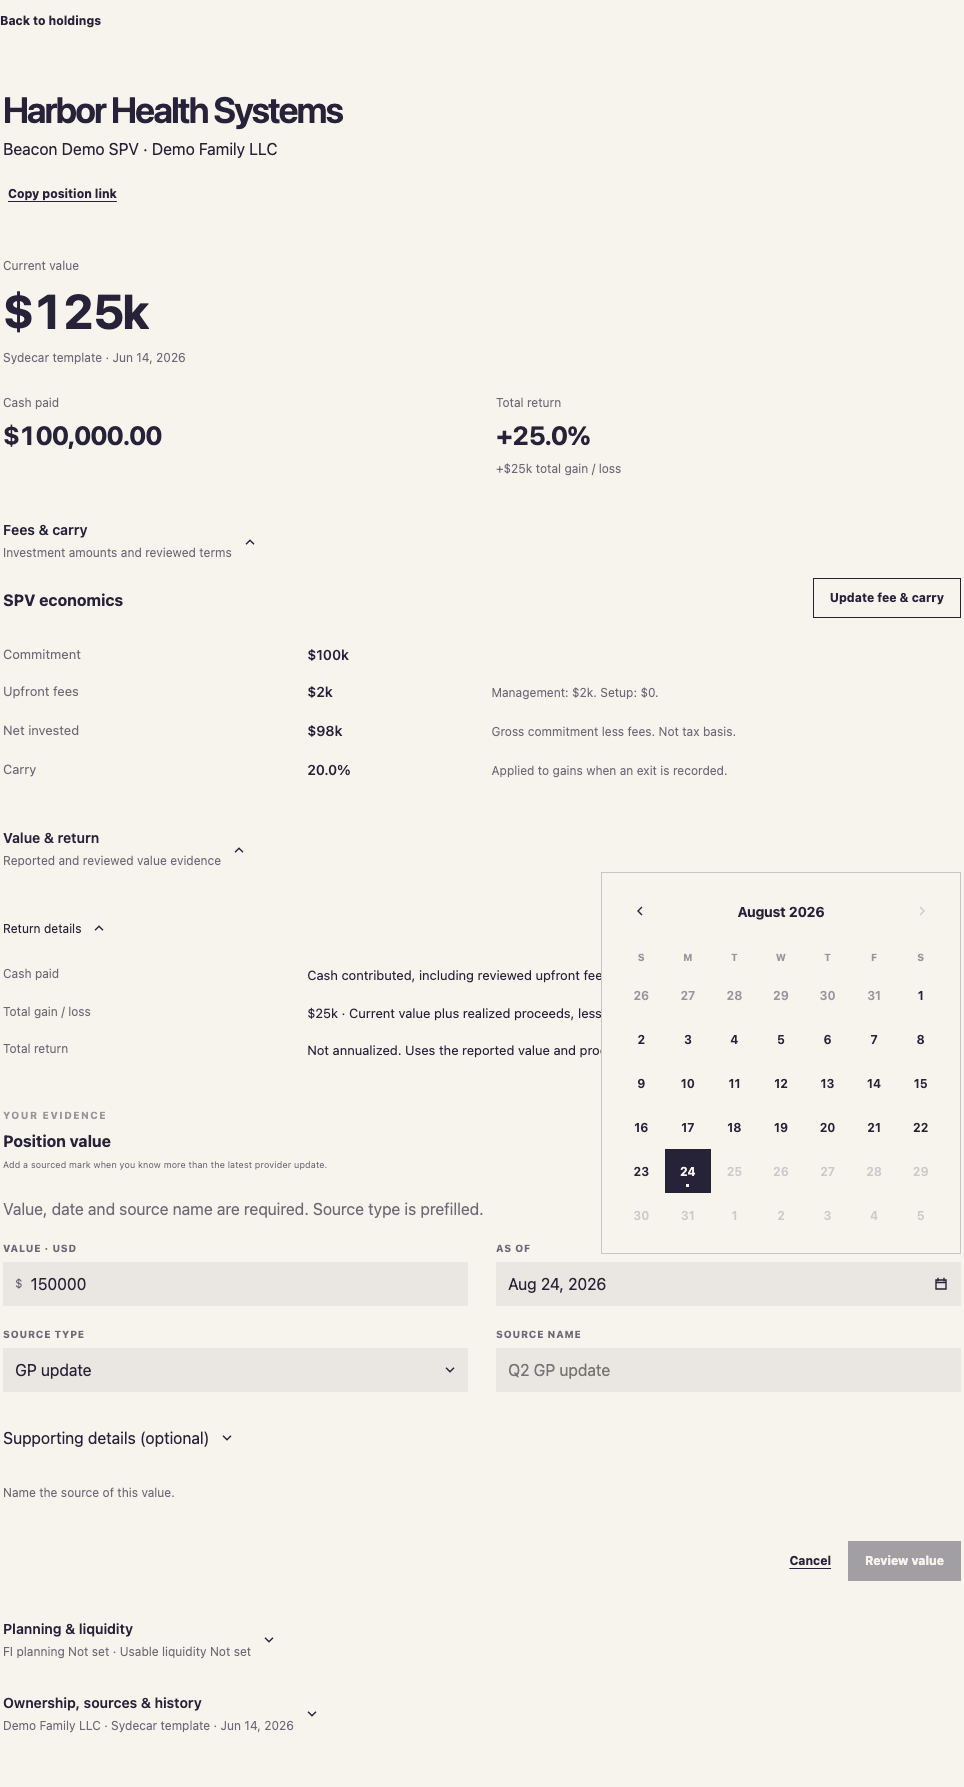 Back to holdings
Harbor Health Systems
Beacon Demo SPV · Demo Family LLC
Copy position link
Current value
$125k
Sydecar template · Jun 14, 2026
Cash paid
$100,000.00
Total return
+25.0%
+$25k total gain / loss
Fees & carry
Investment amounts and reviewed terms
SPV economics
Update fee & carry
Commitment $100k
Upfront fees $2k Management: $2k. Setup: $0.
Net invested $98k Gross commitment less fees. Not tax basis.
Carry 20.0% Applied to gains when an exit is recorded.
Value & return
Reported and reviewed value evidence
Return details
Cash paid Cash contributed, including reviewed upfront fee
Total gain / loss $25k · Current value plus realized proceeds, less
Total return Not annualized. Uses the reported value and pro
August 2026
S M T W T F S
26 27 28 29 30 31 1
2 3 4 5 6 7 8
9 10 11 12 13 14 15
16 17 18 19 20 21 22
23 24 25 26 27 28 29
30 31 1 2 3 4 5
YOUR EVIDENCE
Position value
Add a sourced mark when you know more than the latest provider update.
Value, date and source name are required. Source type is prefilled.
VALUE · USD
$ 150000
AS OF
Aug 24, 2026
SOURCE TYPE
GP update
SOURCE NAME
Q2 GP update
Supporting details (optional)
Name the source of this value.
Cancel
Review value
Planning & liquidity
FI planning Not set · Usable liquidity Not set
Ownership, sources & history
Demo Family LLC · Sydecar template · Jun 14, 2026